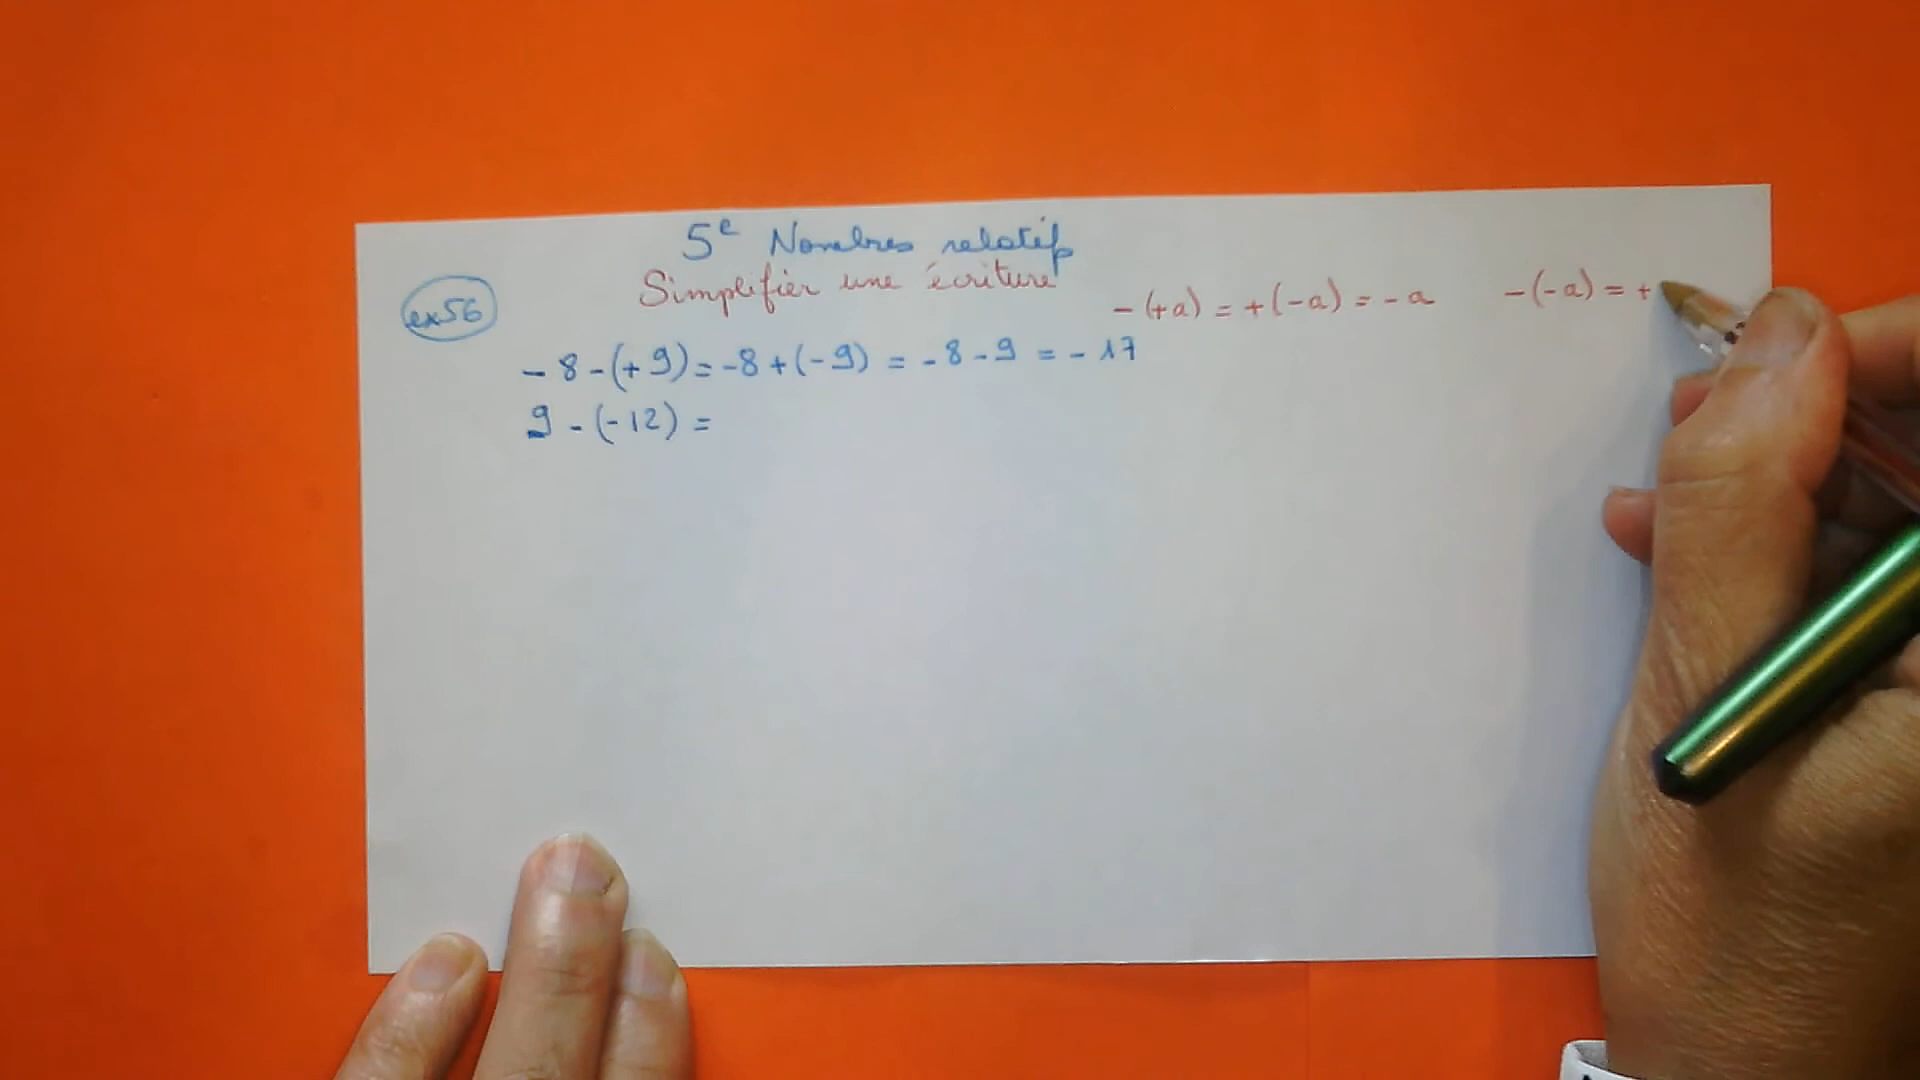 5e Nombres relatifs
Simplifier une écriture
ex56
-(+a) = +(-a) = -a -(-a) = +
-8-(+9) = -8+(-9) = -8-9 = -17
9-(-12) =